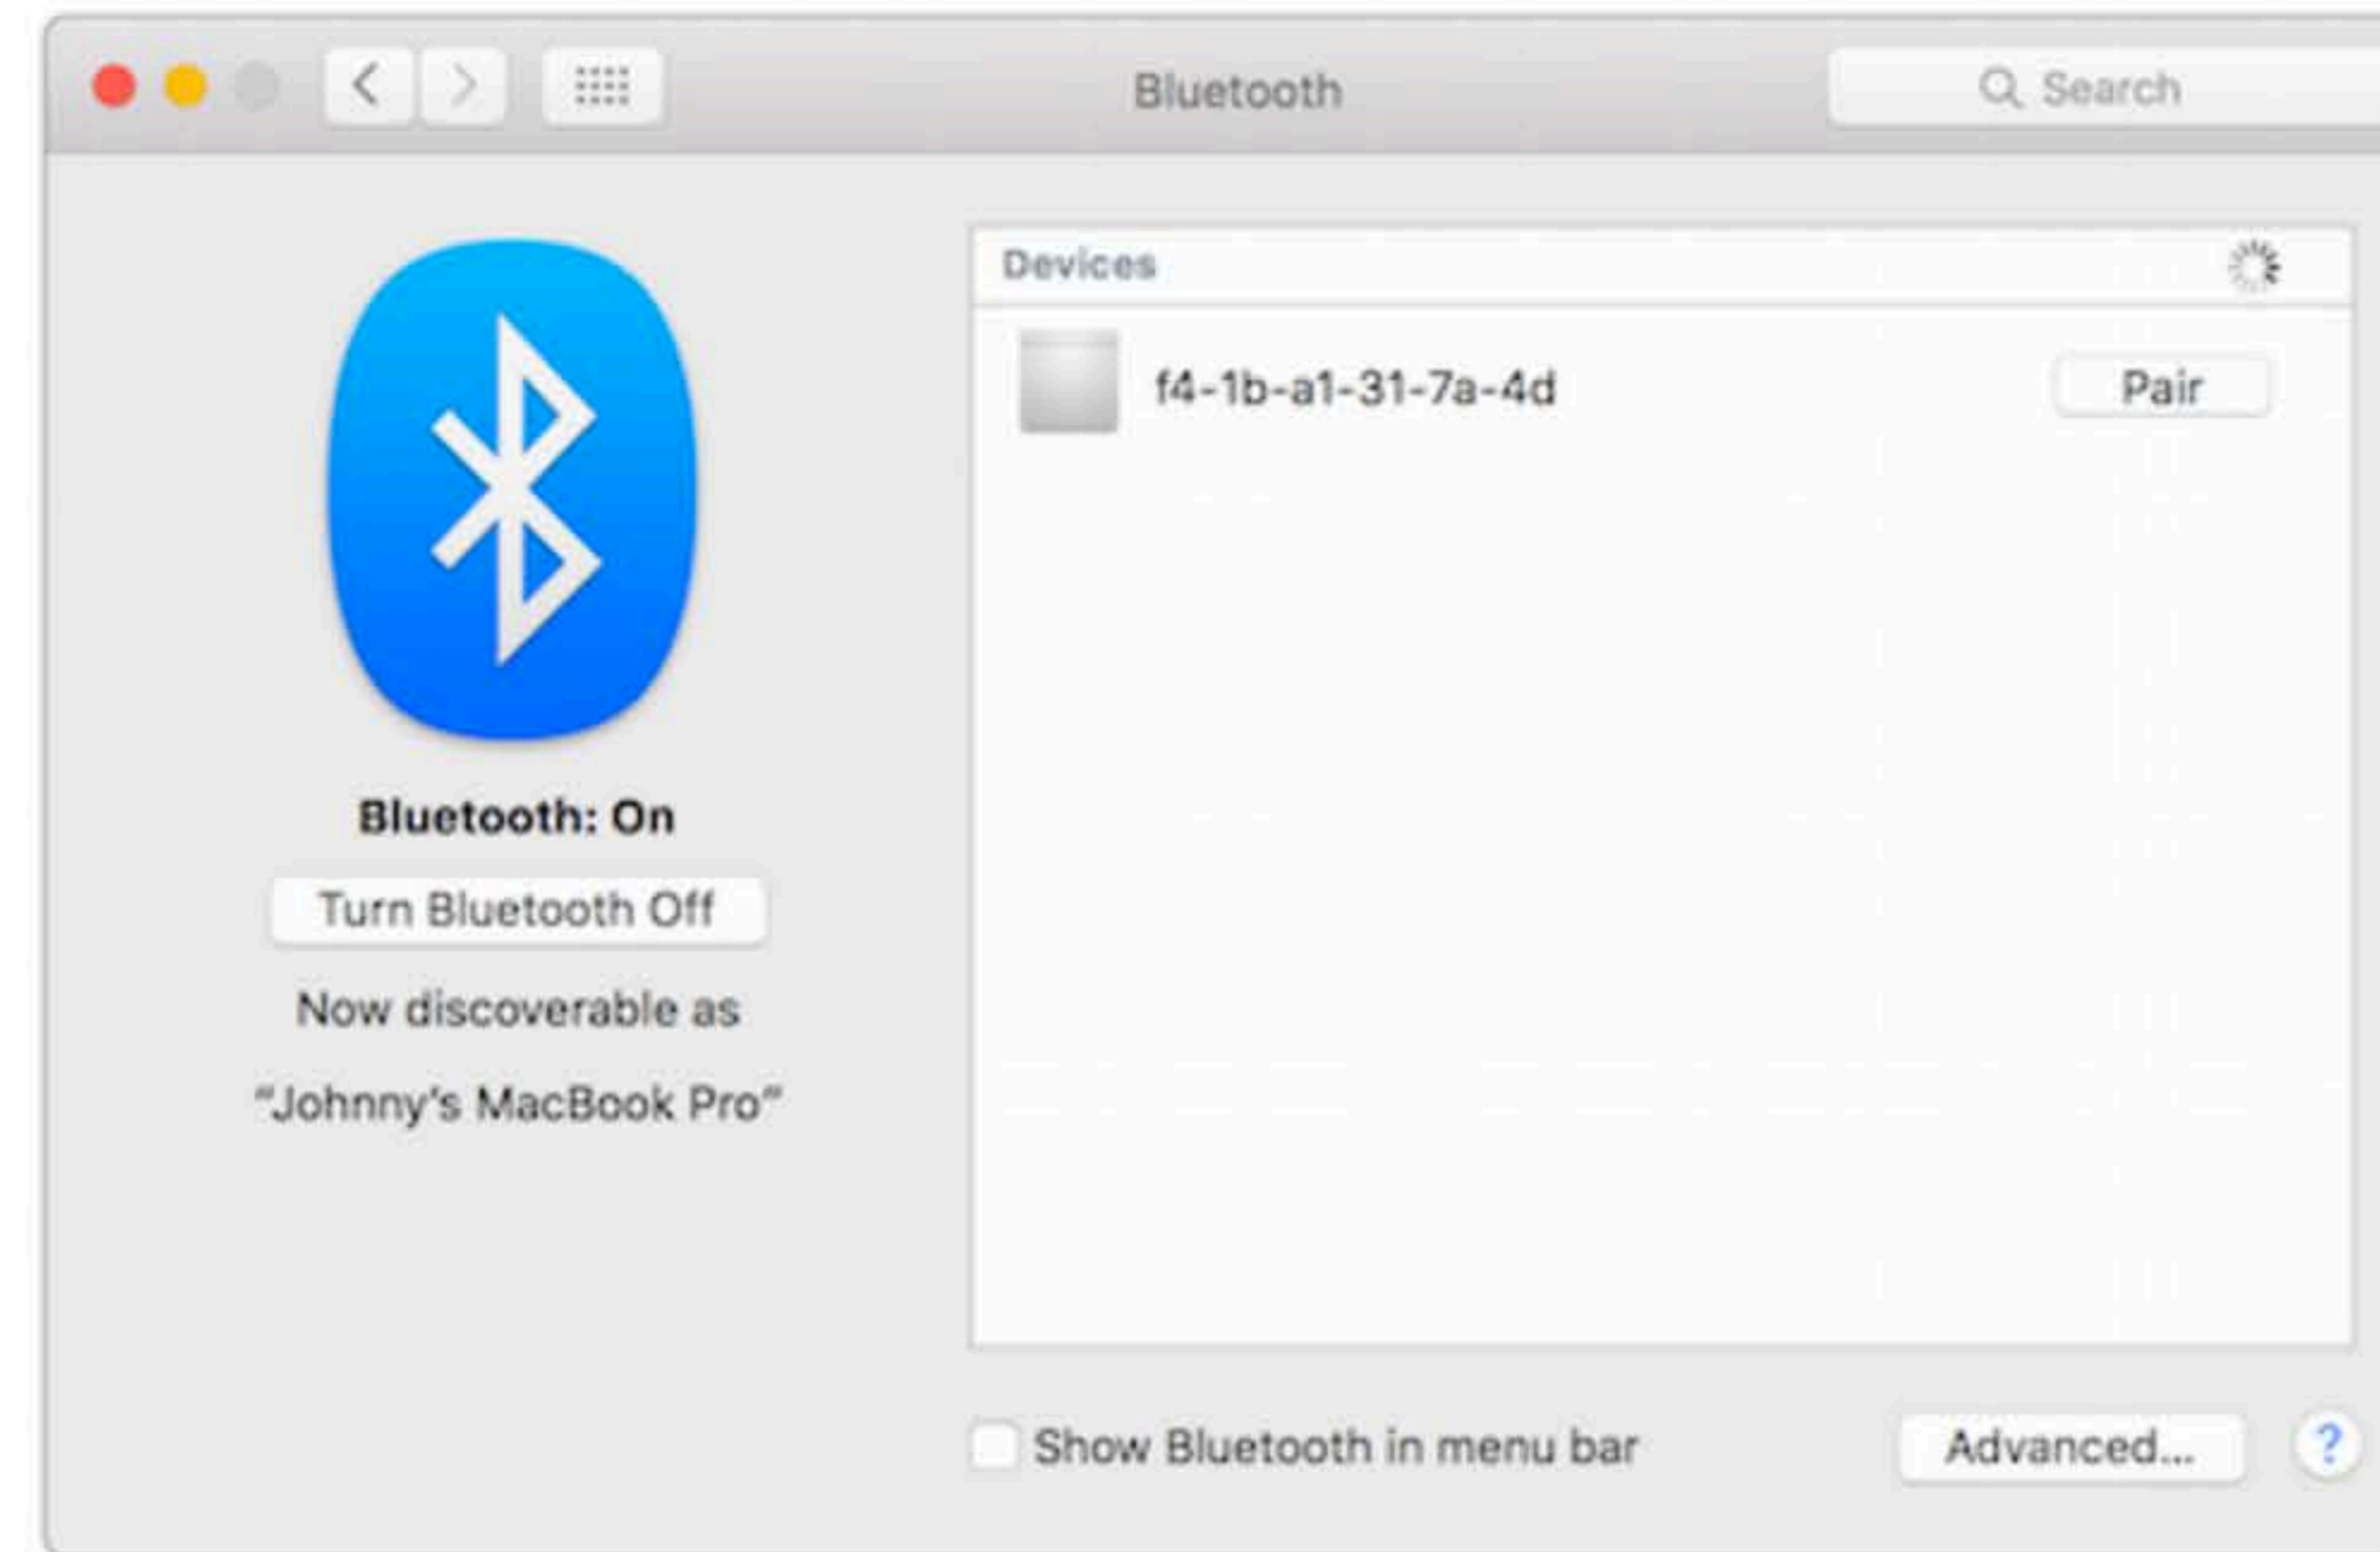 Bluetooth
Search
Devices
f4-1b-a1-31-7a-4d
Pair
Bluetooth: On
Turn Bluetooth Off
Now discoverable as
“Johnny’s MacBook Pro”
Show Bluetooth in menu bar
Advanced...
?